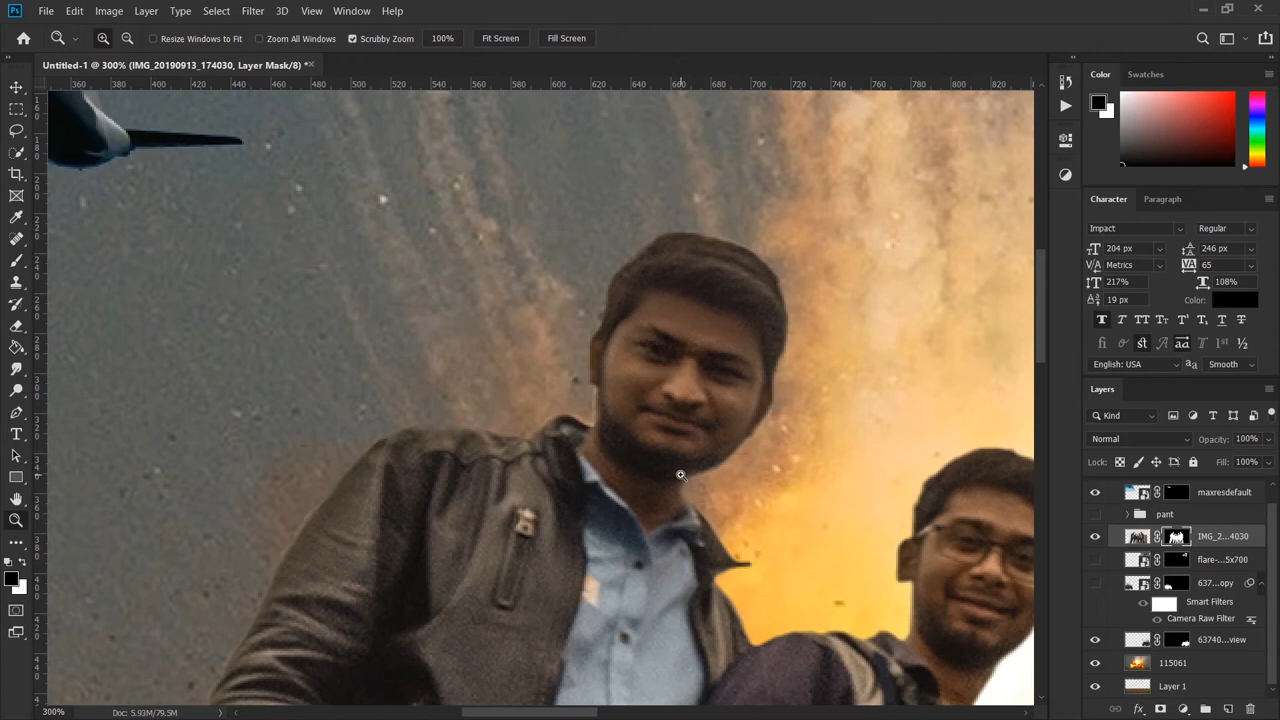 Ps File Edit Image Layer Type Select Filter 3D View Window Help
Resize Windows to Fit Zoom All Windows Scrubby Zoom 100% Fit Screen Fill Screen
Untitled-1 @ 300% (IMG_20190913_174030, Layer Mask/8) *
360 380 400 420 440 460 480 500 520 540 560 580 600 620 640 660 680 700 720 740 760 780 800 820
Color Swatches
Character Paragraph
Impact Regular
204 px 246 px
Metrics 65
217% 108%
19 px Color:
English: USA Smooth
Layers
Kind
Normal Opacity: 100%
Lock: Fill: 100%
maxresdefault
pant
IMG_2...4030
flare-...5x700
637...opy
Smart Filters
Camera Raw Filter
63740...view
115061
Layer 1
300% Doc: 5.93M/79.5M